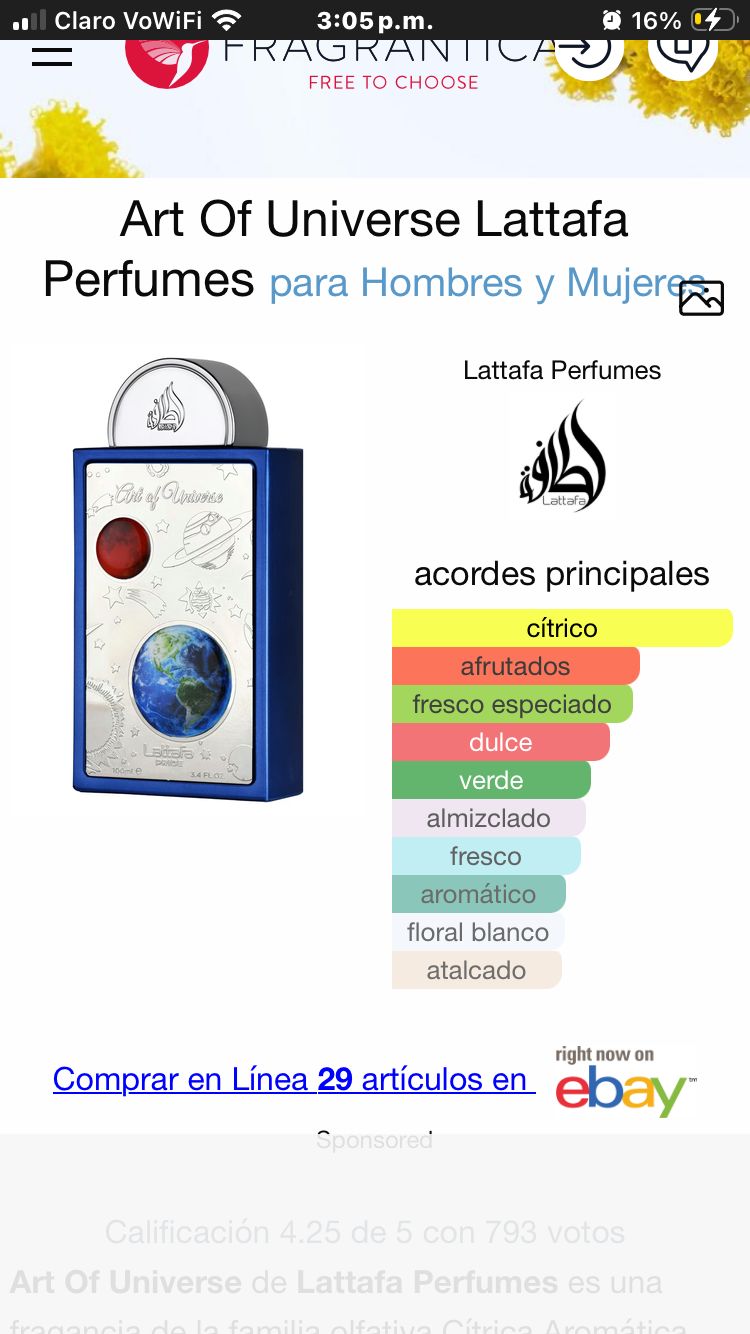 Claro VoWiFi 3:05 p.m. 16%
FRAGRANTICA
FREE TO CHOOSE
Art Of Universe Lattafa
Perfumes para Hombres y Mujeres
Lattafa Perfumes
Lattafa
Art of Universe
Lattafa
PRIDE
100ml e 3.4 FL.OZ
acordes principales
cítrico
afrutados
fresco especiado
dulce
verde
almizclado
fresco
aromático
floral blanco
atalcado
Comprar en Línea 29 artículos en
right now on
ebay™
Sponsored
Calificación 4.25 de 5 con 793 votos
Art Of Universe de Lattafa Perfumes es una
fragancia de la familia olfativa Cítrica Aromática